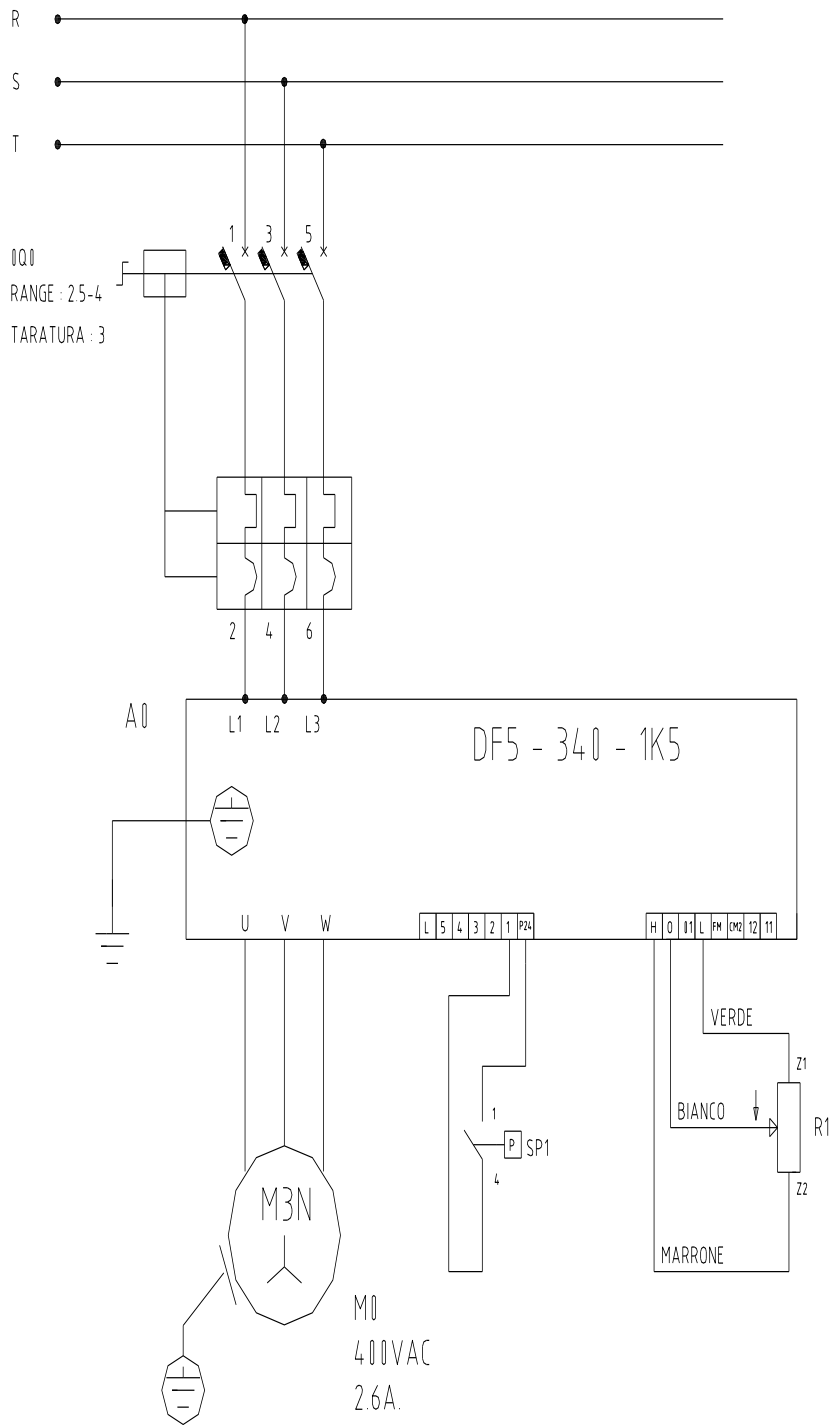 R
S
T
1 3 5
0Q0
RANGE : 2.5-4
TARATURA : 3
2 4 6
A0
L1 L2 L3
DF5 - 340 - 1K5
U V W
L 5 4 3 2 1 P24
H O 01 L FM CM2 12 11
VERDE
Z1
BIANCO
R1
1
P SP1
4
Z2
M3N
MARRONE
M0
400VAC
2.6A.